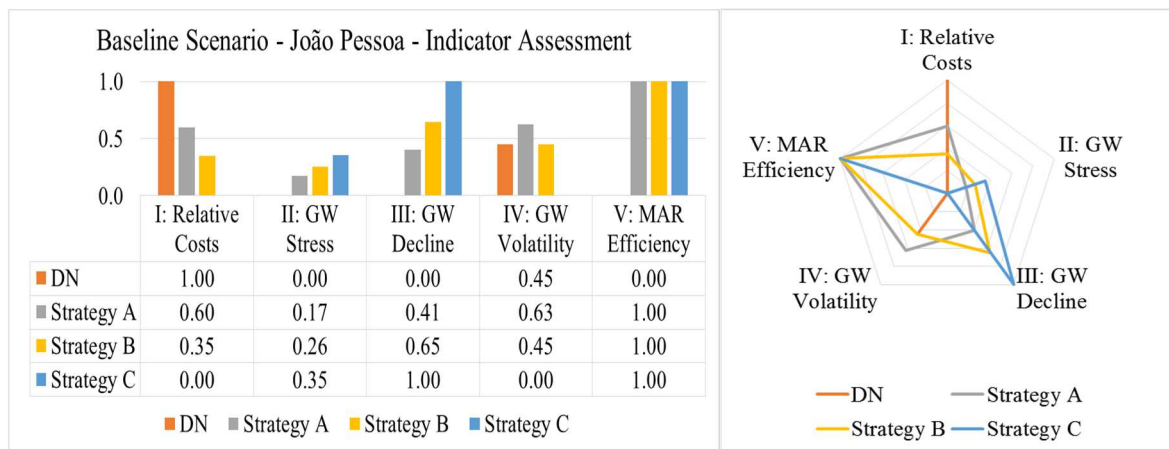 Baseline Scenario - João Pessoa - Indicator Assessment
1.0
0.5
0.0
I: Relative Costs
II: GW Stress
III: GW Decline
IV: GW Volatility
V: MAR Efficiency
DN 1.00 0.00 0.00 0.45 0.00
Strategy A 0.60 0.17 0.41 0.63 1.00
Strategy B 0.35 0.26 0.65 0.45 1.00
Strategy C 0.00 0.35 1.00 0.00 1.00
DN Strategy A Strategy B Strategy C
I: Relative
Costs
II: GW
Stress
III: GW
Decline
IV: GW
Volatility
V: MAR
Efficiency
DN Strategy A
Strategy B Strategy C